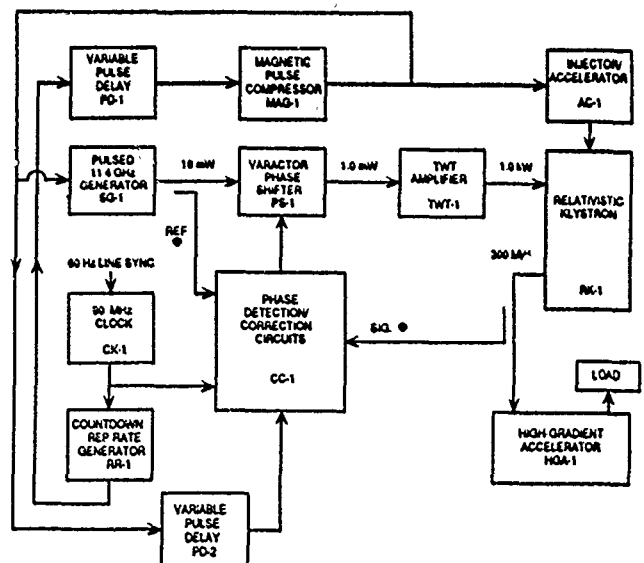 VARIABLE
PULSE
DELAY
PD-1
MAGNETIC
PULSE
COMPRESSOR
MAG-1
INJECTOR/
ACCELERATOR
AC-1
PULSED
11.4 GHz
GENERATOR
SG-1
10 mW
VARACTOR
PHASE
SHIFTER
PS-1
1.0 mW
TWT
AMPLIFIER
TWT-1
1.0 kW
RELATIVISTIC
KLYSTRON
RK-1
REF
300 MW
60 Hz LINE SYNC
MHz
CLOCK
CK-1
PHASE
DETECTION/
CORRECTION
CIRCUITS
CC-1
SIG.
LOAD
COUNTDOWN
REP RATE
GENERATOR
RR-1
HIGH-GRADIENT
ACCELERATOR
HGA-1
VARIABLE
PULSE
DELAY
PD-2